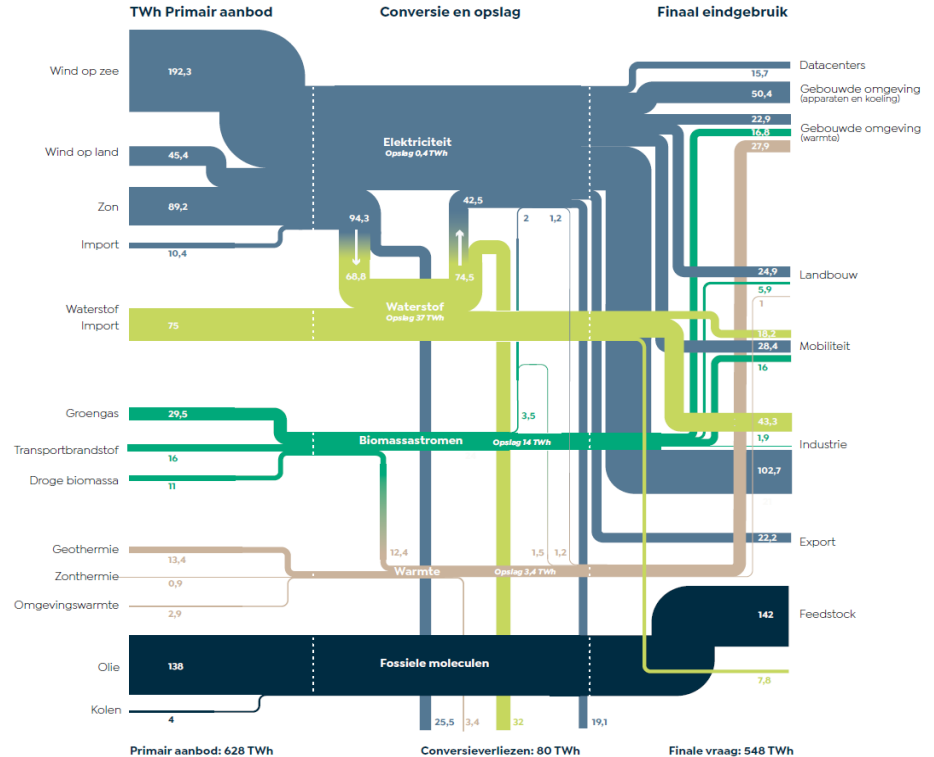 TWh Primair aanbod
Conversie en opslag
Finaal eindgebruik
Wind op zee
192,3
Wind op land
45,4
Zon
89,2
Import
10,4
Waterstof
Import
75
Groengas
29,5
Transportbrandstof
16
Droge biomassa
11
Geothermie
13,4
Zonthermie
0,9
Omgevingswarmte
2,9
Olie
138
Kolen
4
Elektriciteit
Opslag 0,4 TWh
94,3
42,5
2
1,2
68,8
74,5
Waterstof
Opslag 37 TWh
3,5
Biomassastromen
Opslag 14 TWh
12,4
1,5
1,2
Warmte
Opslag 3,4 TWh
Fossiele moleculen
25,5
3,4
32
19,1
Datacenters
15,7
50,4
Gebouwde omgeving
(apparaten en koeling)
22,9
16,8
Gebouwde omgeving
(warmte)
27,9
24,9
Landbouw
5,9
1
18,2
28,4
Mobiliteit
16
43,3
1,9
Industrie
102,7
22,2
Export
142
Feedstock
7,8
Primair aanbod: 628 TWh
Conversieverliezen: 80 TWh
Finale vraag: 548 TWh